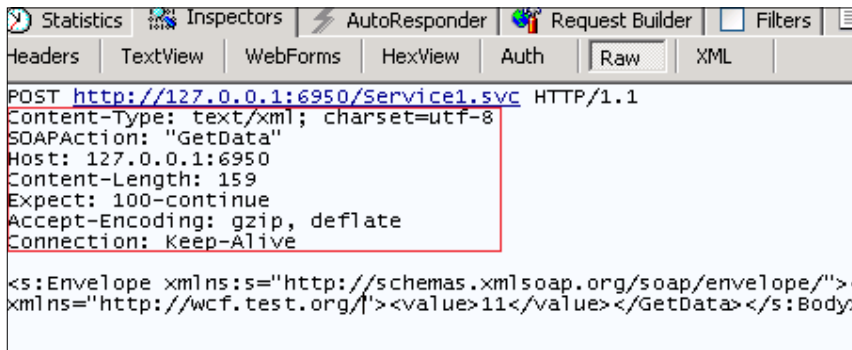 Statistics Inspectors AutoResponder Request Builder Filters
Headers TextView WebForms HexView Auth Raw XML
POST http://127.0.0.1:6950/Service1.svc HTTP/1.1
Content-Type: text/xml; charset=utf-8
SOAPAction: "GetData"
Host: 127.0.0.1:6950
Content-Length: 159
Expect: 100-continue
Accept-Encoding: gzip, deflate
Connection: Keep-Alive
<s:Envelope xmlns:s="http://schemas.xmlsoap.org/soap/envelope/"><
xmlns="http://wcf.test.org/"><value>11</value></GetData></s:Body>